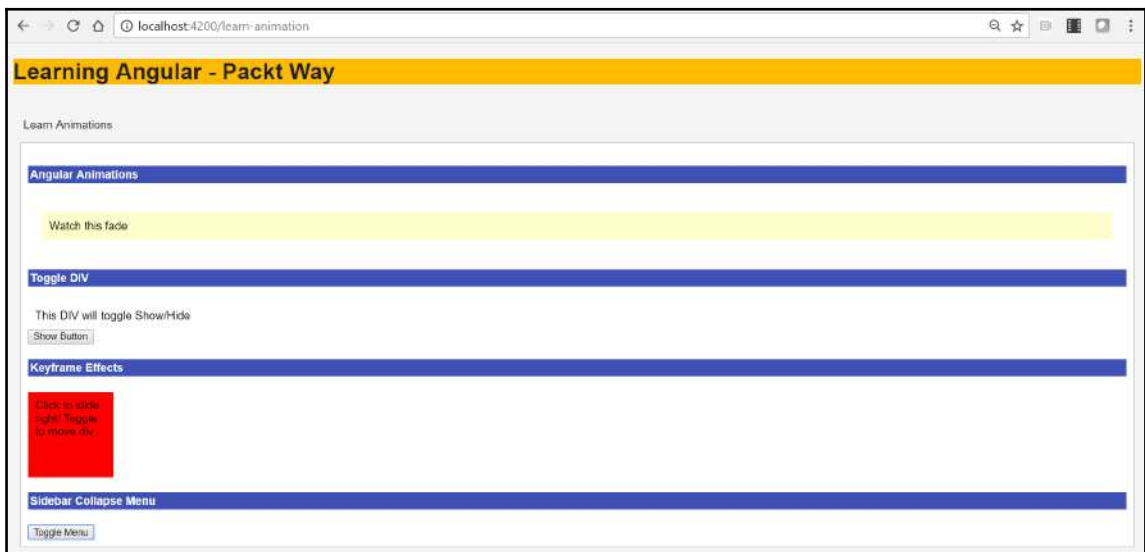 localhost:4200/learn-animation
Learning Angular - Packt Way
Learn Animations
Angular Animations
Watch this fade
Toggle DIV
This DIV will toggle Show/Hide
Show Button
Keyframe Effects
Click to slide
right/ Toggle
to move div
Sidebar Collapse Menu
Toggle Menu